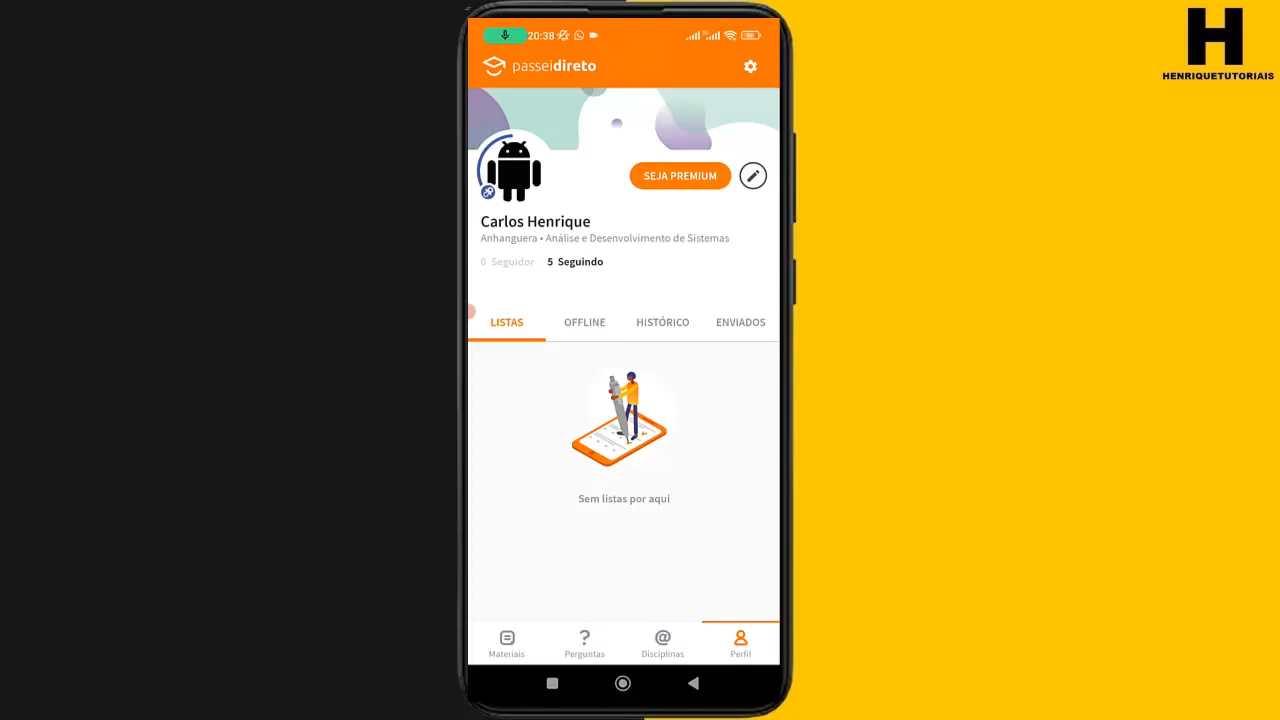 H
HENRIQUETUTORIAIS
20:38
passeidireto
SEJA PREMIUM
Carlos Henrique
Anhanguera • Análise e Desenvolvimento de Sistemas
0 Seguidor 5 Seguindo
LISTAS OFFLINE HISTÓRICO ENVIADOS
Sem listas por aqui
Materiais Perguntas Disciplinas Perfil